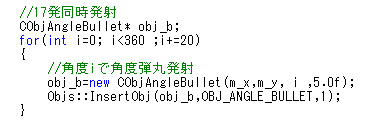 //17発同時発射
CObjAngleBullet* obj_b;
for(int i=0; i<360 ;i+=20)
{
//角度iで角度弾丸発射
obj_b=new CObjAngleBullet(m_x,m_y, i ,5.0f);
Objs::InsertObj(obj_b,OBJ_ANGLE_BULLET,1);
}